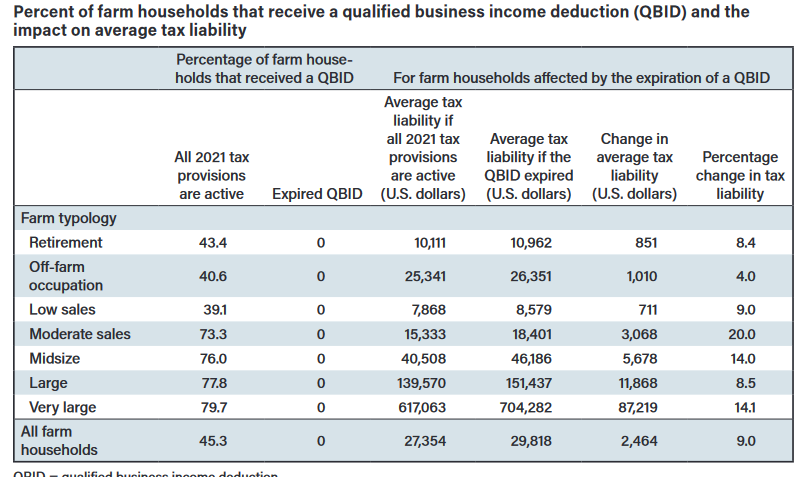 Percent of farm households that receive a qualified business income deduction (QBID) and the
impact on average tax liability
Percentage of farm house-
holds that received a QBID
For farm households affected by the expiration of a QBID
All 2021 tax
provisions
are active
Expired QBID
Average tax
liability if
all 2021 tax
provisions
are active
(U.S. dollars)
Average tax
liability if the
QBID expired
(U.S. dollars)
Change in
average tax
liability
(U.S. dollars)
Percentage
change in tax
liability
Farm typology
Retirement 43.4 0 10,111 10,962 851 8.4
Off-farm
occupation 40.6 0 25,341 26,351 1,010 4.0
Low sales 39.1 0 7,868 8,579 711 9.0
Moderate sales 73.3 0 15,333 18,401 3,068 20.0
Midsize 76.0 0 40,508 46,186 5,678 14.0
Large 77.8 0 139,570 151,437 11,868 8.5
Very large 79.7 0 617,063 704,282 87,219 14.1
All farm
households 45.3 0 27,354 29,818 2,464 9.0
QBID = qualified business income deduction